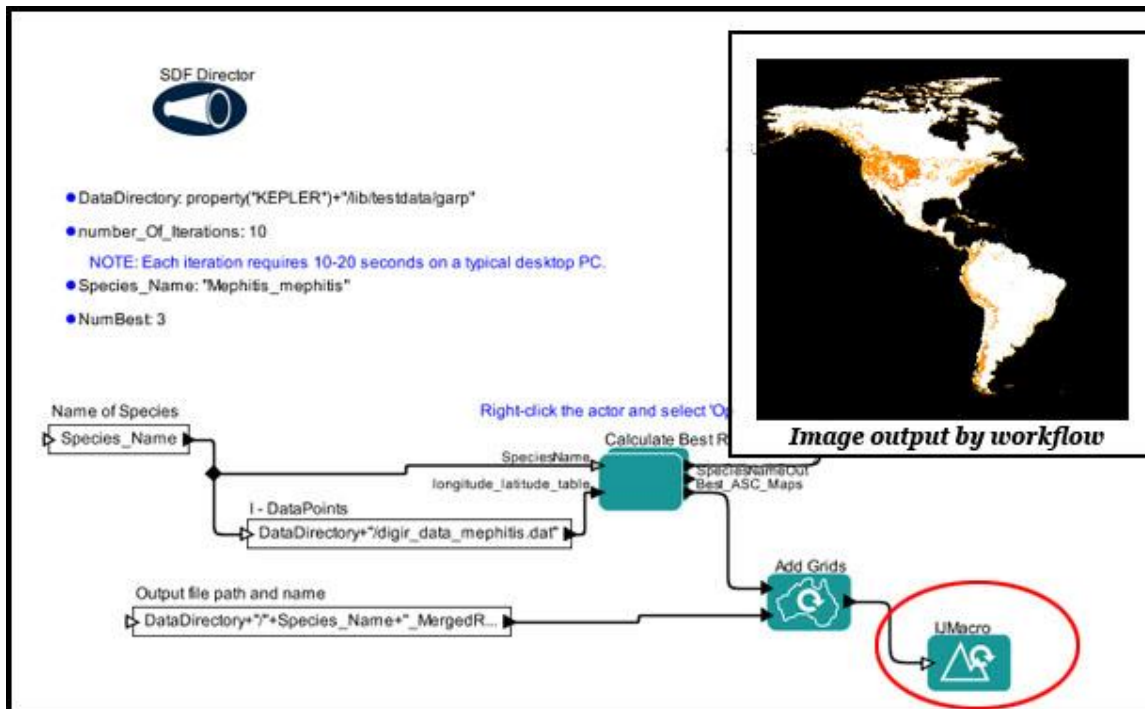 SDF Director
DataDirectory: property("KEPLER")+"/lib/testdata/garp"
number_Of_Iterations: 10
NOTE: Each iteration requires 10-20 seconds on a typical desktop PC.
Species_Name: "Mephitis_mephitis"
NumBest: 3
Image output by workflow
Name of Species
Species_Name
Right-click the actor and select
Calculate Best
SpeciesName
SpeciesNameOut
longitude_latitude_table
Best_ASC_Maps
I - DataPoints
DataDirectory+"/digir_data_mephitis.dat"
Add Grids
Output file path and name
DataDirectory+"/"+Species_Name+"_MergedR...
IJMacro